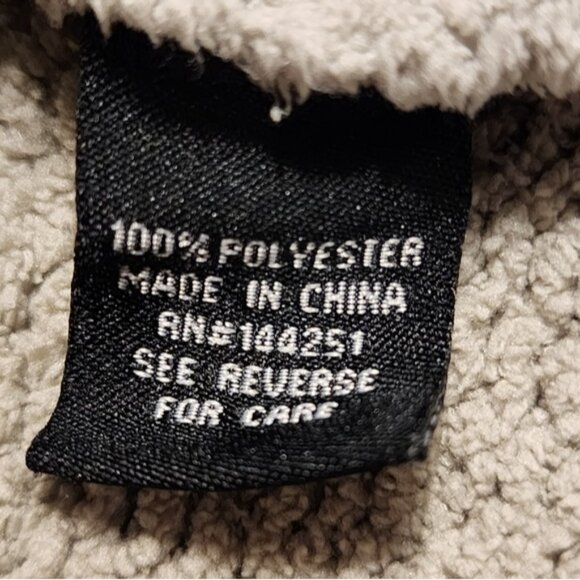 100% POLYESTER
MADE IN CHINA
RN#144251
SEE REVERSE
FOR CARE